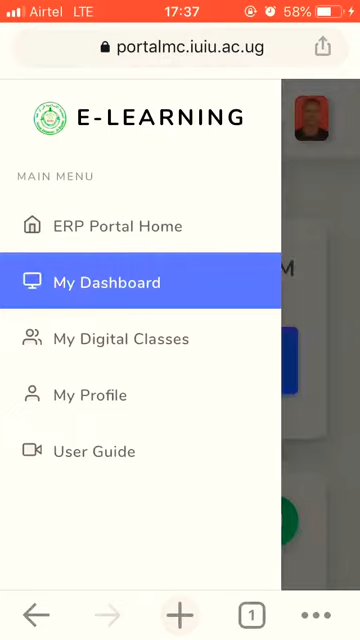 Airtel LTE 17:37 58%
portalmc.iuiu.ac.ug
E-LEARNING
MAIN MENU
ERP Portal Home
My Dashboard
M
My Digital Classes
My Profile
User Guide
1